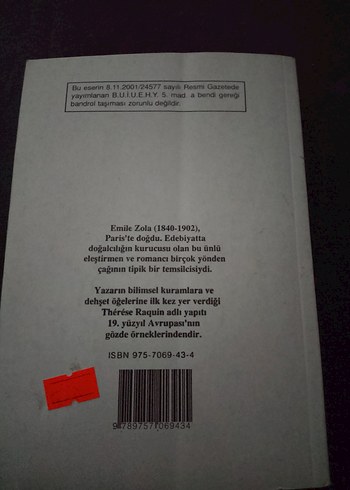 Bu eserin 8.11.2001/24577 sayılı Resmi Gazetede
yayımlanan B.U.I.U.E.H.Y. 5. mad. a bendi gereği
bandrol taşıması zorunlu değildir.
Emile Zola (1840-1902),
Paris'te doğdu. Edebiyatta
doğalcılığın kurucusu olan bu ünlü
eleştirmen ve romancı birçok yönden
çağının tipik bir temsilcisiydi.
Yazarın bilimsel kuramlara ve
dehşet öğelerine ilk kez yer verdiği
Thérése Raquin adlı yapıtı
19. yüzyıl Avrupası'nın
gözde örneklerindendir.
ISBN 975-7069-43-4
9789757069434